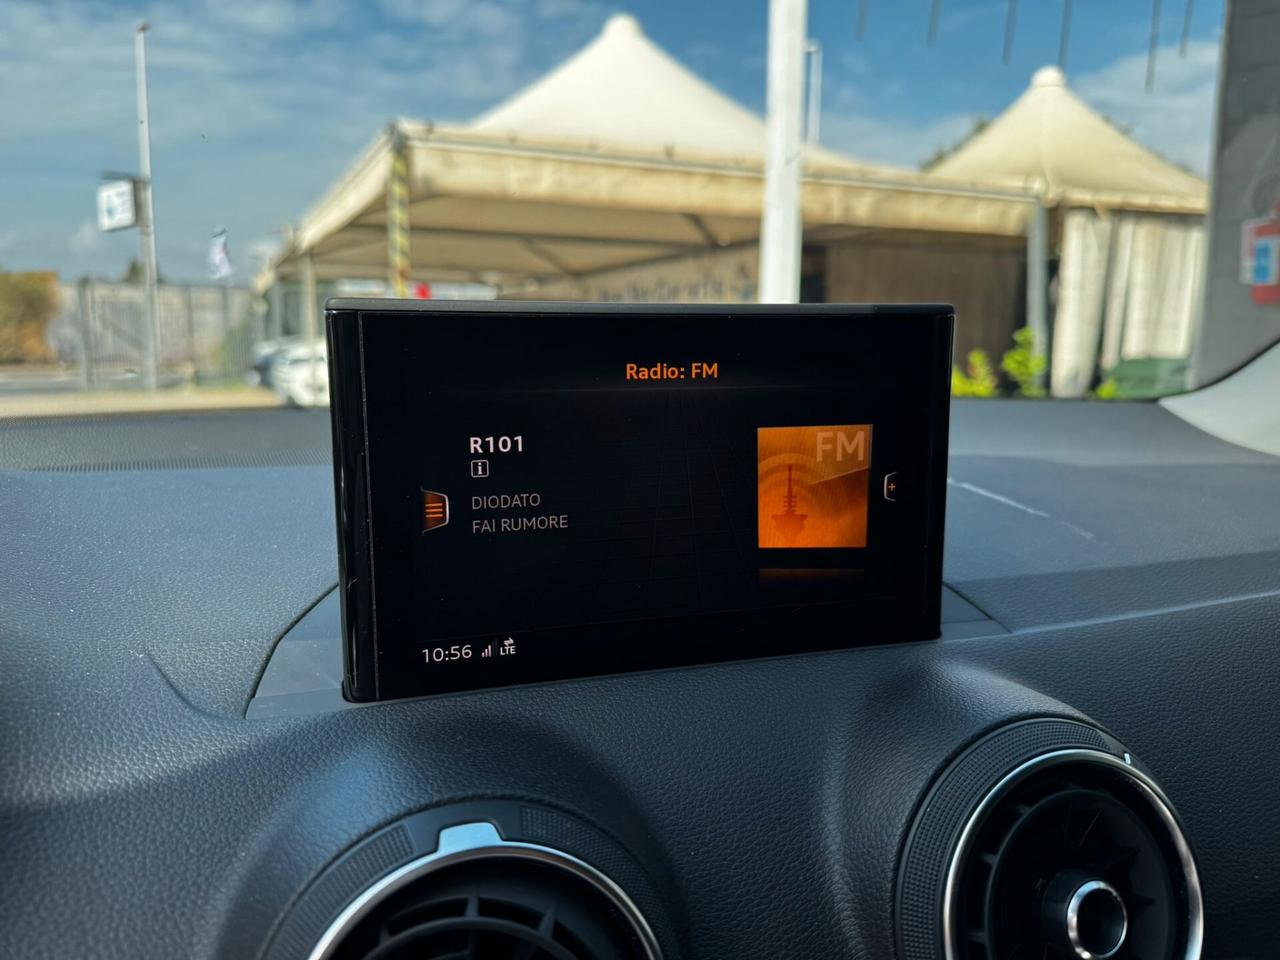 Radio: FM
R101
i
DIODATO
FAI RUMORE
FM
+
10:56 LTE